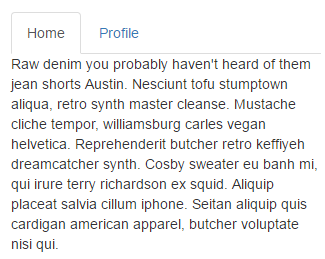 Home Profile
Raw denim you probably haven't heard of them
jean shorts Austin. Nesciunt tofu stumptown
aliqua, retro synth master cleanse. Mustache
cliche tempor, williamsburg carles vegan
helvetica. Reprehenderit butcher retro keffiyeh
dreamcatcher synth. Cosby sweater eu banh mi,
qui irure terry richardson ex squid. Aliquip
placeat salvia cillum iphone. Seitan aliquip quis
cardigan american apparel, butcher voluptate
nisi qui.